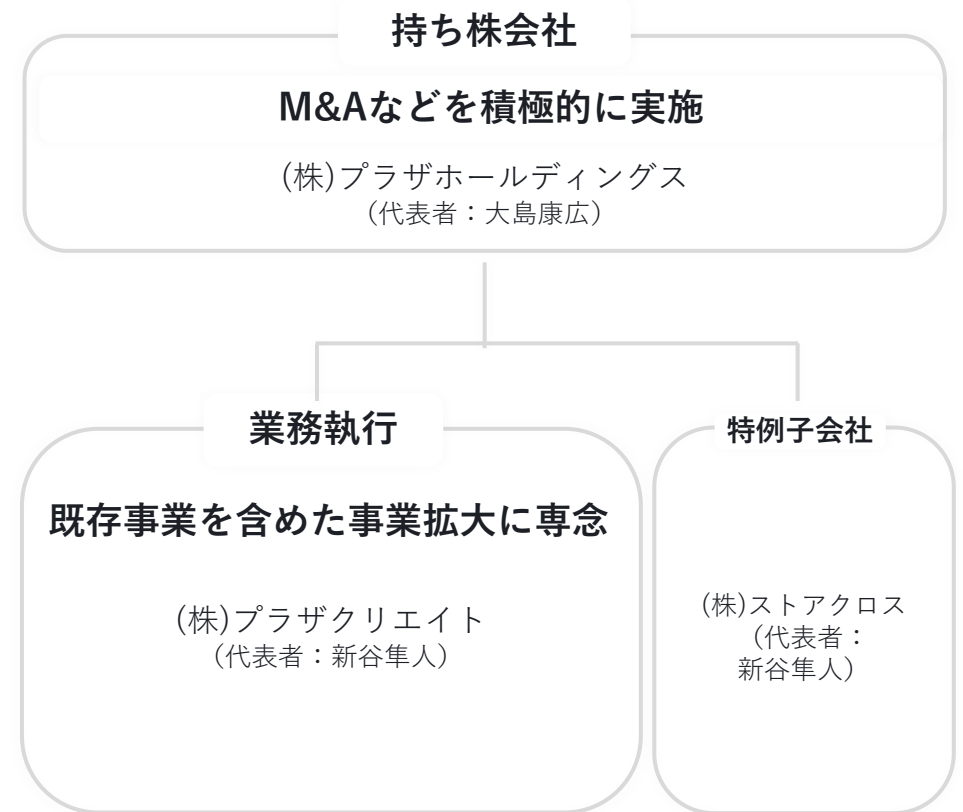 持ち株会社
M&Aなどを積極的に実施
(株)プラザホールディングス
(代表者：大島康広)
業務執行
既存事業を含めた事業拡大に専念
(株)プラザクリエイト
(代表者：新谷隼人)
特例子会社
(株)ストアクロス
(代表者：
新谷隼人)